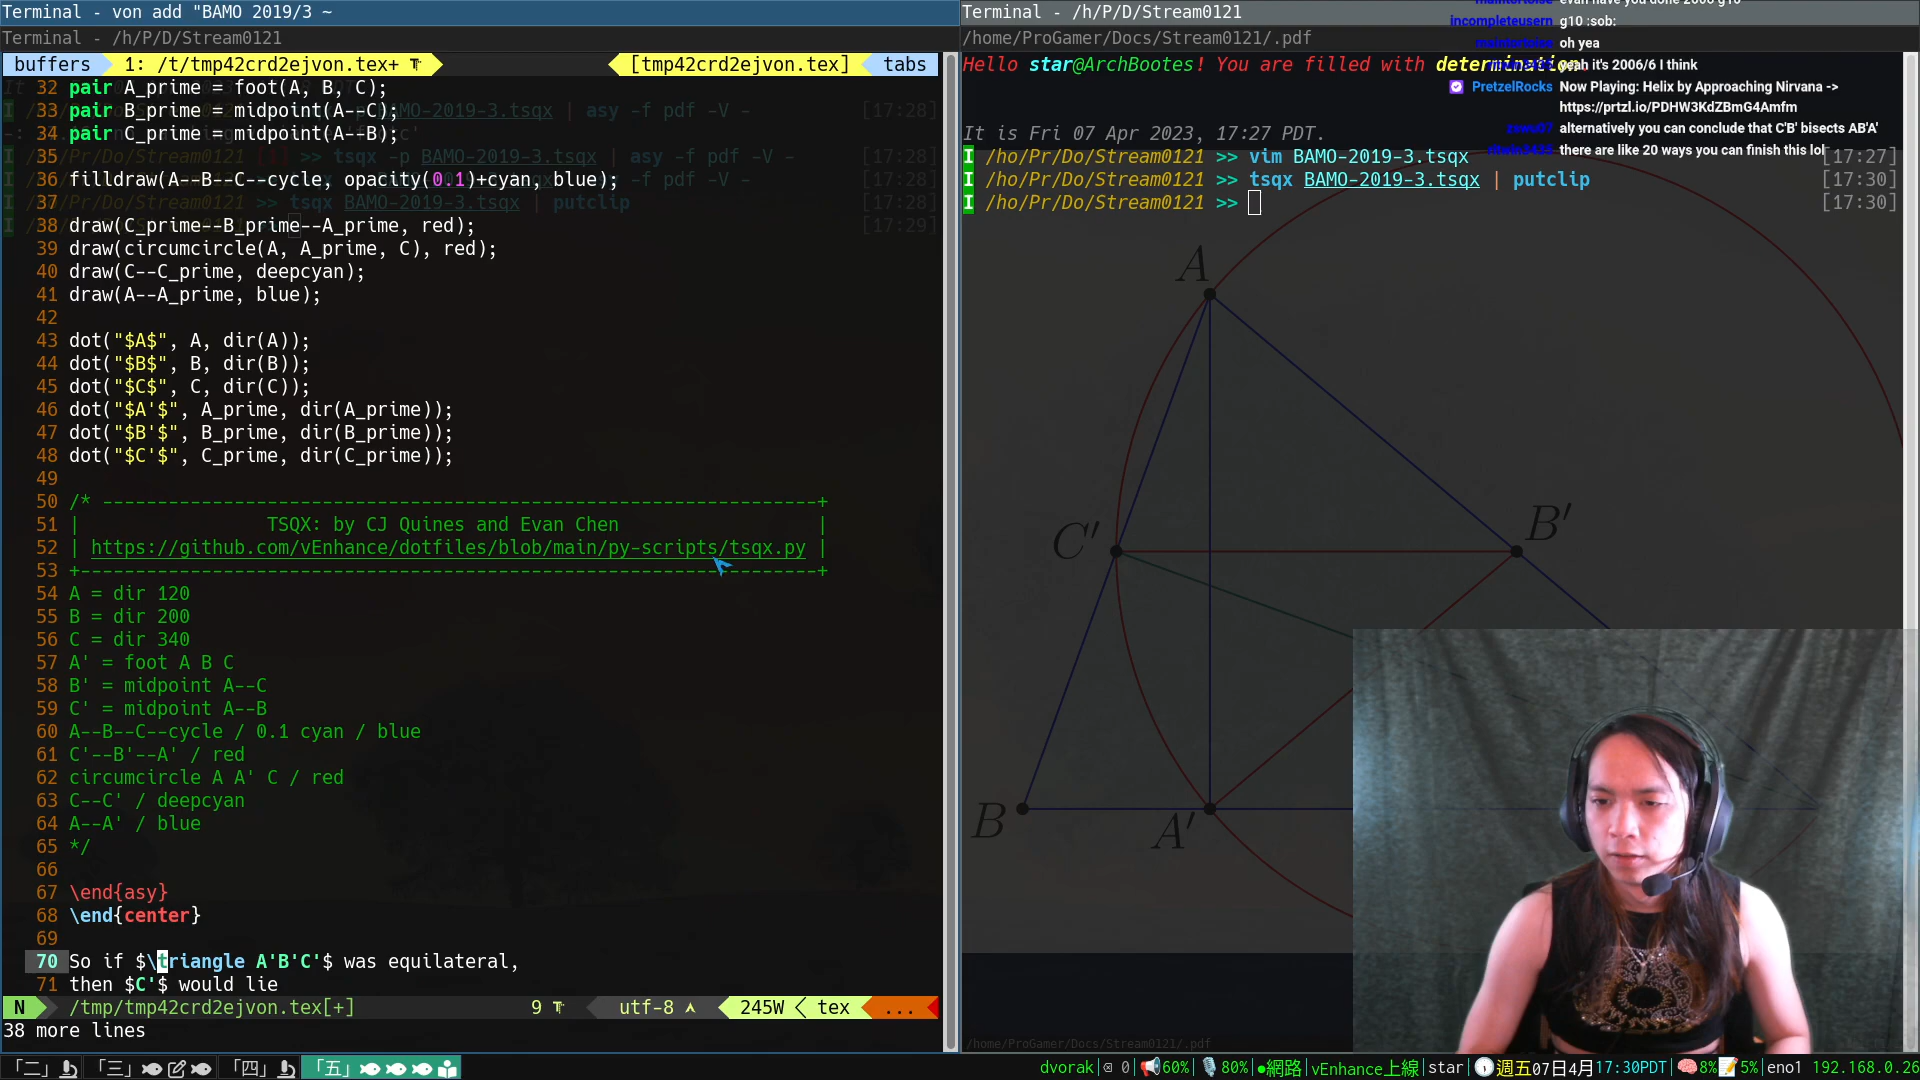 Terminal - von add "BAMO 2019/3 ~
Terminal - /h/P/D/Stream0121
buffers 1: /t/tmp42crd2ejvon.tex+ [tmp42crd2ejvon.tex] tabs
32 pair A_prime = foot(A, B, C);
33 pair B_prime = midpoint(A--C);
34 pair C_prime = midpoint(A--B);
35
36 filldraw(A--B--C--cycle, opacity(0.1)+cyan, blue);
37
38 draw(C_prime--B_prime--A_prime, red);
39 draw(circumcircle(A, A_prime, C), red);
40 draw(C--C_prime, deepcyan);
41 draw(A--A_prime, blue);
42
43 dot("$A$", A, dir(A));
44 dot("$B$", B, dir(B));
45 dot("$C$", C, dir(C));
46 dot("$A'$", A_prime, dir(A_prime));
47 dot("$B'$", B_prime, dir(B_prime));
48 dot("$C'$", C_prime, dir(C_prime));
49
50 /* -----------------------------------------------------------------+
51 | TSQX: by CJ Quines and Evan Chen |
52 | https://github.com/vEnhance/dotfiles/blob/main/py-scripts/tsqx.py |
53 +-------------------------------------------------------------------+
54 A = dir 120
55 B = dir 200
56 C = dir 340
57 A' = foot A B C
58 B' = midpoint A--C
59 C' = midpoint A--B
60 A--B--C--cycle / 0.1 cyan / blue
61 C'--B'--A' / red
62 circumcircle A A' C / red
63 C--C' / deepcyan
64 A--A' / blue
65 */
66
67 \end{asy}
68 \end{center}
69
70 So if $\triangle A'B'C'$ was equilateral,
71 then $C'$ would lie
N /tmp/tmp42crd2ejvon.tex[+] 9 utf-8 245W tex ...
38 more lines
Terminal - /h/P/D/Stream0121
/home/ProGamer/Docs/Stream0121/.pdf
Hello star@ArchBootes! You are filled with determination.
It is Fri 07 Apr 2023, 17:27 PDT.
I /ho/Pr/Do/Stream0121 >> vim BAMO-2019-3.tsqx [17:27]
I /ho/Pr/Do/Stream0121 >> tsqx BAMO-2019-3.tsqx | putclip [17:30]
I /ho/Pr/Do/Stream0121 >> [17:30]
incompleteusern g10 :sob:
maintortoise oh yea
yeah it's 2006/6 I think
PretzelRocks Now Playing: Helix by Approaching Nirvana ->
https://prtzl.io/PDHW3KdZBmG4Amfm
alternatively you can conclude that C'B' bisects AB'A'
there are like 20 ways you can finish this lol
A
B'
C'
B
A'
/home/ProGamer/Docs/Stream0121/.pdf
「二」 「三」 「四」 「五」
dvorak 0 60% 80% 網路 vEnhance上線 star 週五07日4月17:30PDT 8% 5% eno1 192.168.0.26